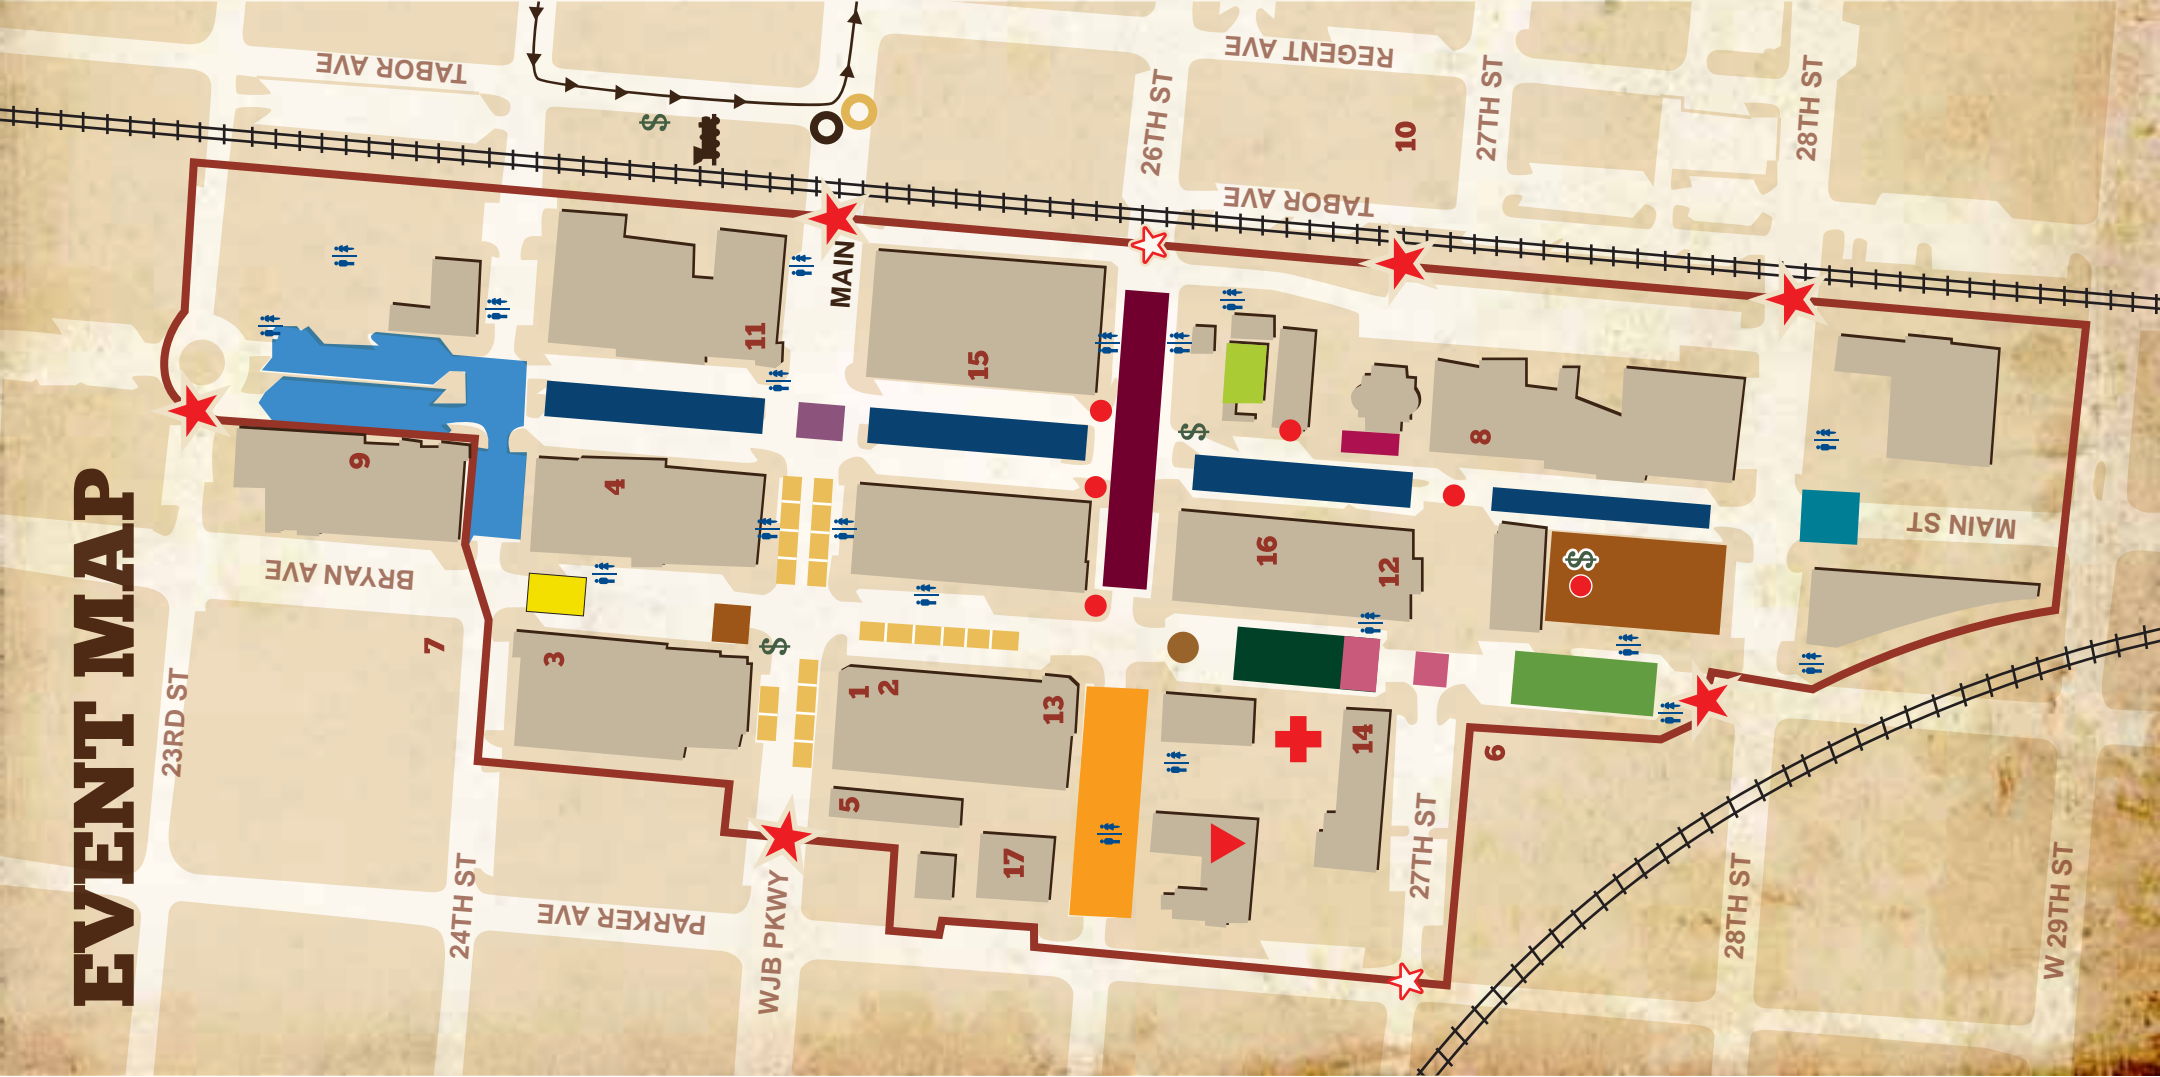 EVENT MAP
TABOR AVE
REGENT AVE
26TH ST
27TH ST
28TH ST
10
TABOR AVE
MAIN
$
11
15
9
4
8
$
16
12
$
MAIN ST
BRYAN AVE
7
3
$
1
2
13
14
6
5
17
23RD ST
24TH ST
PARKER AVE
WJB PKWY
27TH ST
28TH ST
W 29TH ST